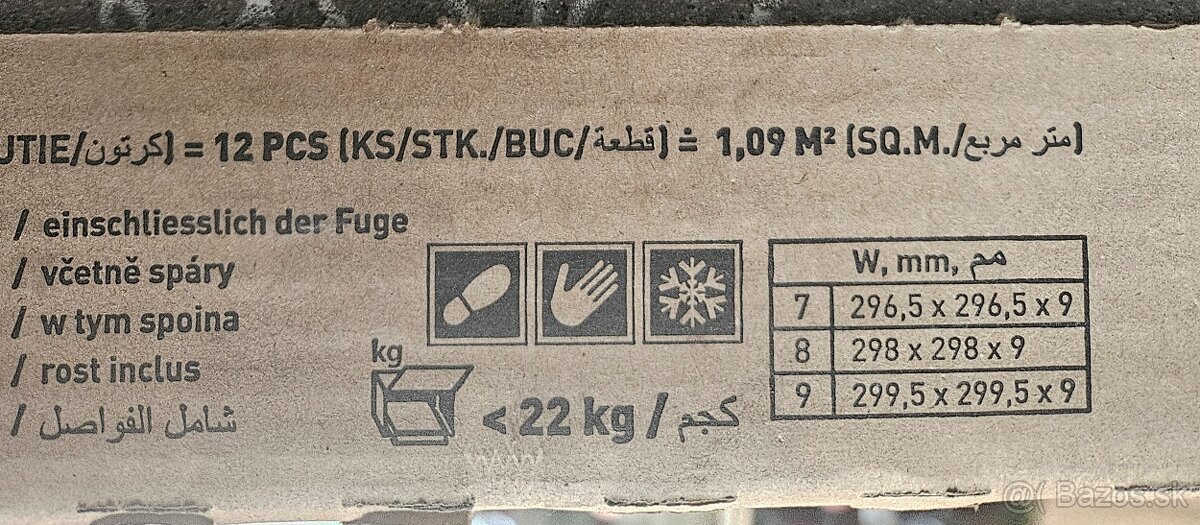 UTIE/كرتون) = 12 PCS (KS/STK./BUC/قطعة) ≐ 1,09 M² (SQ.M./متر مربع)
/ einschliesslich der Fuge
/ včetně spáry
/ w tym spoina
/ rost inclus
/ شامل الفواصل
kg
< 22 kg / كجم
W, mm, مم
7 296,5 x 296,5 x 9
8 298 x 298 x 9
9 299,5 x 299,5 x 9
Bazos.sk